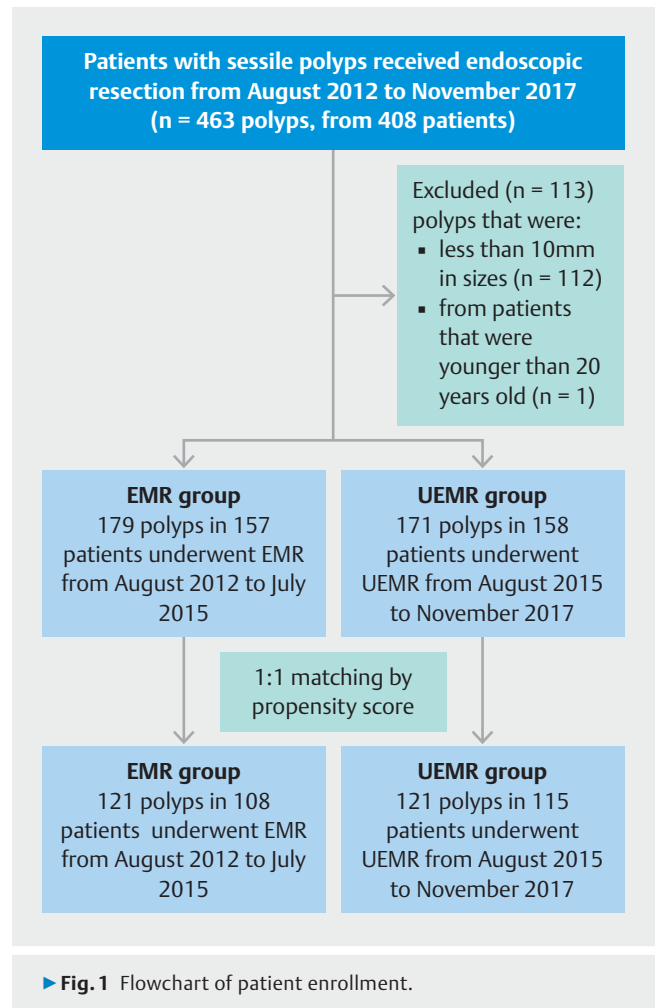 Patients with sessile polyps received endoscopic
resection from August 2012 to November 2017
(n = 463 polyps, from 408 patients)
Excluded (n = 113)
polyps that were:
▪ less than 10mm
in sizes (n = 112)
▪ from patients
that were
younger than 20
years old (n = 1)
EMR group
179 polyps in 157
patients underwent EMR
from August 2012 to July
2015
UEMR group
171 polyps in 158
patients underwent
UEMR from August 2015
to November 2017
1:1 matching by
propensity score
EMR group
121 polyps in 108
patients underwent EMR
from August 2012 to July
2015
UEMR group
121 polyps in 115
patients underwent
UEMR from August 2015
to November 2017
▶ Fig. 1 Flowchart of patient enrollment.